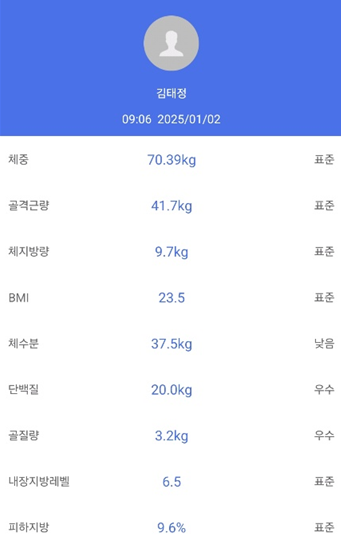 김태정
09:06 2025/01/02
체중 70.39kg 표준
골격근량 41.7kg 표준
체지방량 9.7kg 표준
BMI 23.5 표준
체수분 37.5kg 낮음
단백질 20.0kg 우수
골질량 3.2kg 우수
내장지방레벨 6.5 표준
피하지방 9.6% 표준